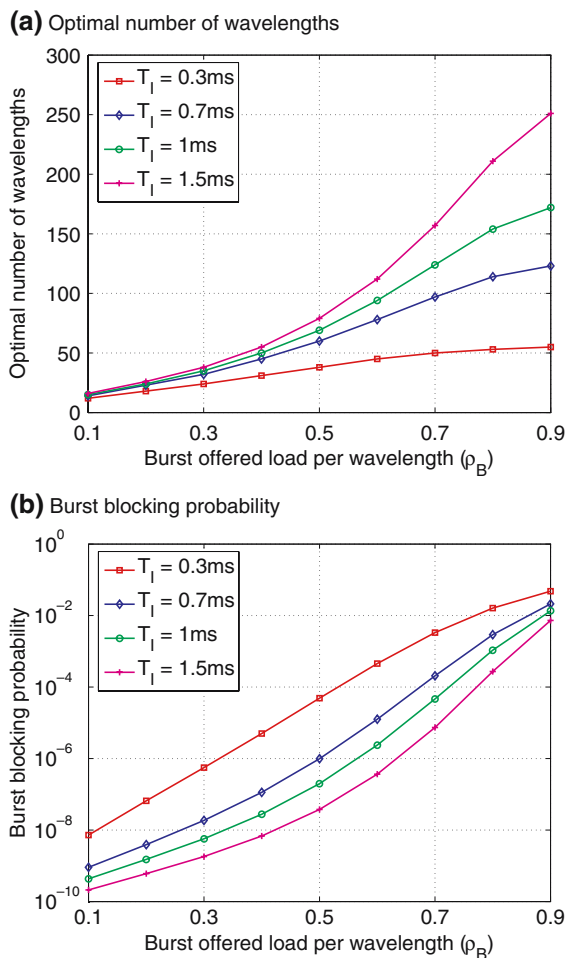 (a) Optimal number of wavelengths
300
250
200
150
100
50
0
Optimal number of wavelengths
T_I = 0.3ms
T_I = 0.7ms
T_I = 1ms
T_I = 1.5ms
0.1 0.3 0.5 0.7 0.9
Burst offered load per wavelength (ρ_B)
(b) Burst blocking probability
10^0
10^−2
10^−4
10^−6
10^−8
10^−10
Burst blocking probability
T_I = 0.3ms
T_I = 0.7ms
T_I = 1ms
T_I = 1.5ms
0.1 0.3 0.5 0.7 0.9
Burst offered load per wavelength (ρ_B)